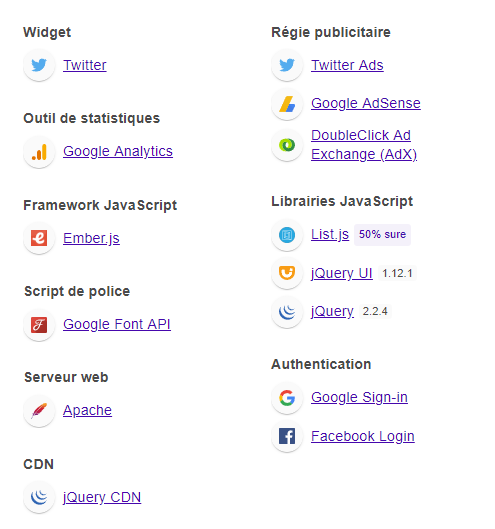 Widget
Twitter
Outil de statistiques
Google Analytics
Framework JavaScript
Ember.js
Script de police
Google Font API
Serveur web
Apache
CDN
jQuery CDN
Régie publicitaire
Twitter Ads
Google AdSense
DoubleClick Ad
Exchange (AdX)
Librairies JavaScript
List.js 50% sure
jQuery UI 1.12.1
jQuery 2.2.4
Authentication
Google Sign-in
Facebook Login